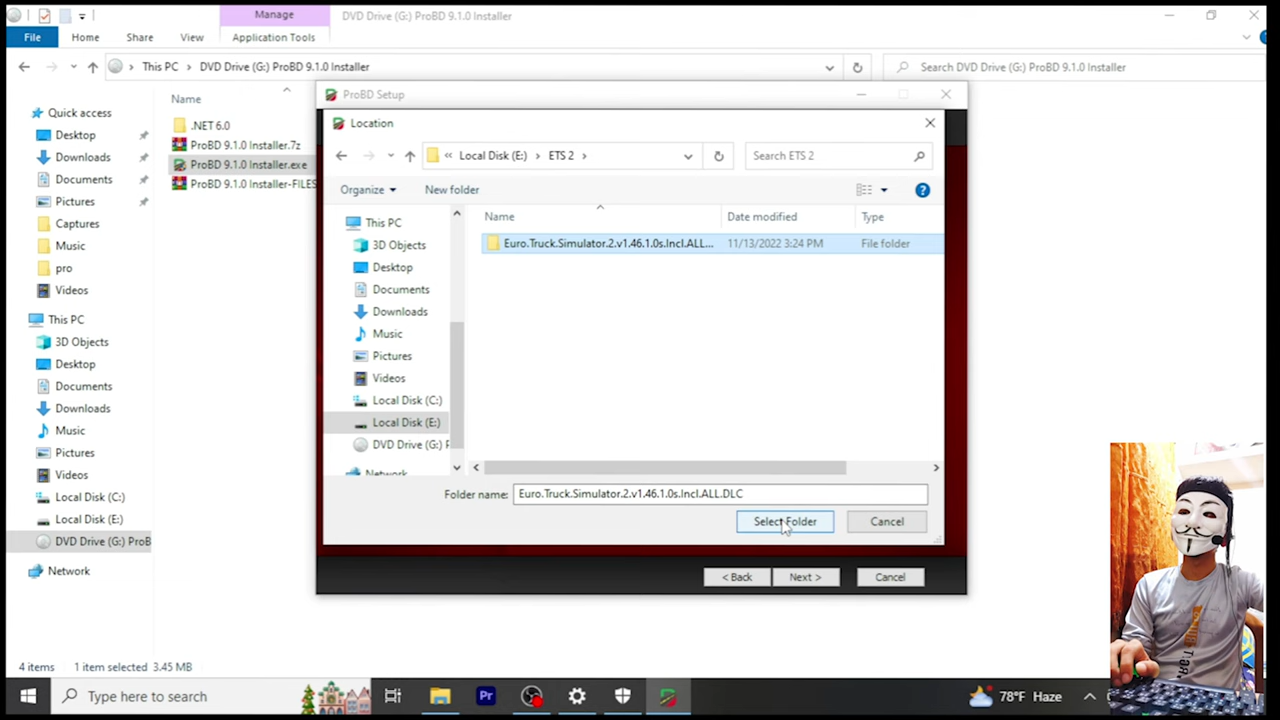 Manage
DVD Drive (G:) ProBD 9.1.0 Installer
File
Home
Share
View
Application Tools
This PC > DVD Drive (G:) ProBD 9.1.0 Installer
Search DVD Drive (G:) ProBD 9.1.0 Installer
Quick access
Desktop
Downloads
Documents
Pictures
Captures
Music
pro
Videos
This PC
3D Objects
Desktop
Documents
Downloads
Music
Pictures
Videos
Local Disk (C:)
Local Disk (E:)
DVD Drive (G:) ProB
Network
Name
.NET 6.0
ProBD 9.1.0 Installer.7z
ProBD 9.1.0 Installer.exe
ProBD 9.1.0 Installer-FILES
ProBD Setup
Location
« Local Disk (E:) > ETS 2 >
Search ETS 2
Organize
New folder
This PC
3D Objects
Desktop
Documents
Downloads
Music
Pictures
Videos
Local Disk (C:)
Local Disk (E:)
DVD Drive (G:) P
Network
Name
Date modified
Type
Euro.Truck.Simulator.2.v1.46.1.0s.Incl.ALL...
11/13/2022 3:24 PM
File folder
Folder name:
Euro.Truck.Simulator.2.v1.46.1.0s.Incl.ALL.DLC
Select Folder
Cancel
< Back
Next >
Cancel
4 items
1 item selected 3.45 MB
Type here to search
Pr
78°F Haze